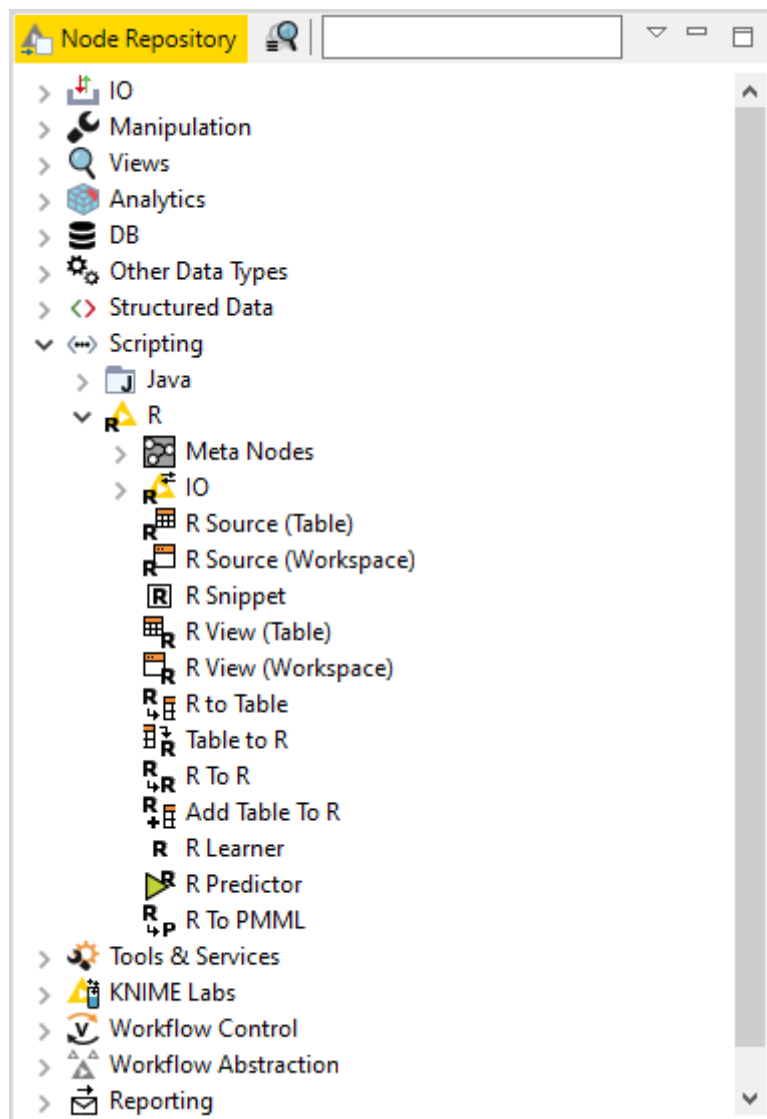 Node Repository
IO
Manipulation
Views
Analytics
DB
Other Data Types
Structured Data
Scripting
Java
R
Meta Nodes
IO
R Source (Table)
R Source (Workspace)
R Snippet
R View (Table)
R View (Workspace)
R to Table
Table to R
R To R
Add Table To R
R Learner
R Predictor
R To PMML
Tools & Services
KNIME Labs
Workflow Control
Workflow Abstraction
Reporting